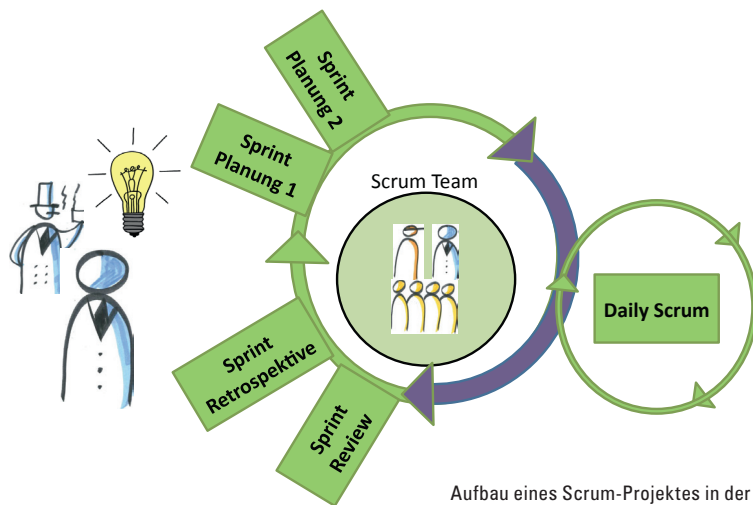 Sprint
Planung 2
Sprint
Planung 1
Scrum Team
Daily Scrum
Sprint
Retrospektive
Sprint
Review
Aufbau eines Scrum-Projektes in der